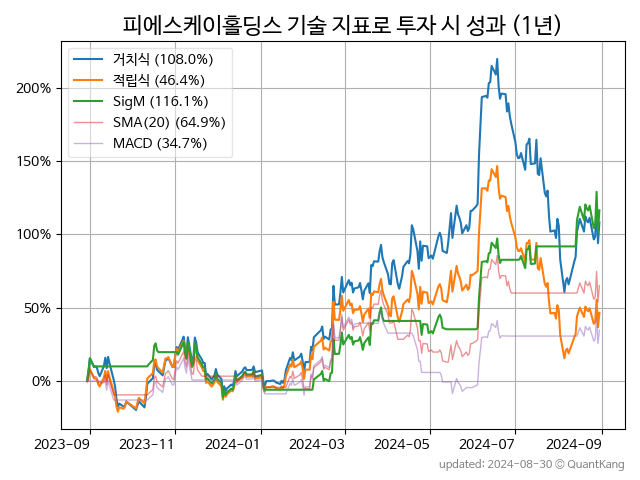 피에스케이홀딩스 기술 지표로 투자 시 성과 (1년)
거치식 (108.0%)
적립식 (46.4%)
SigM (116.1%)
SMA(20) (64.9%)
MACD (34.7%)
200%
150%
100%
50%
0%
2023-09 2023-11 2024-01 2024-03 2024-05 2024-07 2024-09
updated: 2024-08-30 © QuantKang